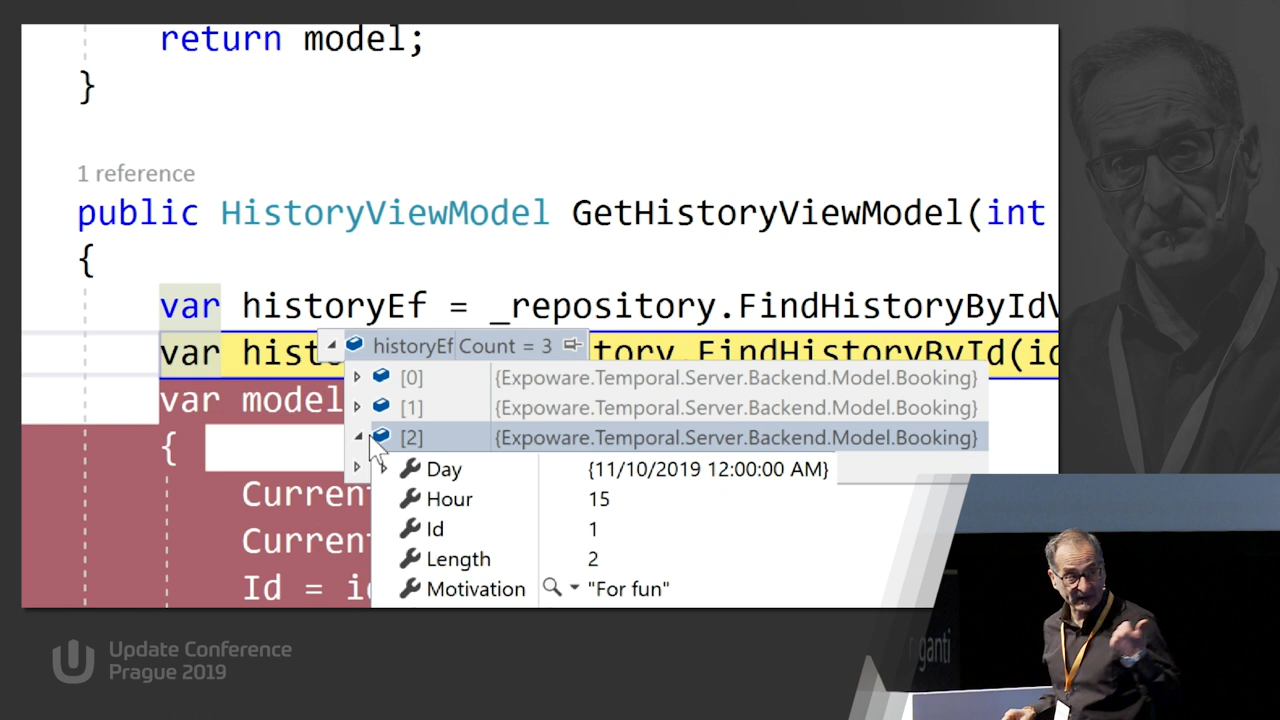 return model;
}
1 reference
public HistoryViewModel GetHistoryViewModel(int
{
var historyEf = _repository.FindHistoryByIdV
var hist
historyEf Count = 3
tory.FindHistoryById(id
[0] {Expoware.Temporal.Server.Backend.Model.Booking}
[1] {Expoware.Temporal.Server.Backend.Model.Booking}
var model
[2] {Expoware.Temporal.Server.Backend.Model.Booking}
{
Day {11/10/2019 12:00:00 AM}
Current
Hour 15
Id 1
Current
Length 2
Id = id
Motivation "For fun"
Update Conference
Prague 2019
iganti